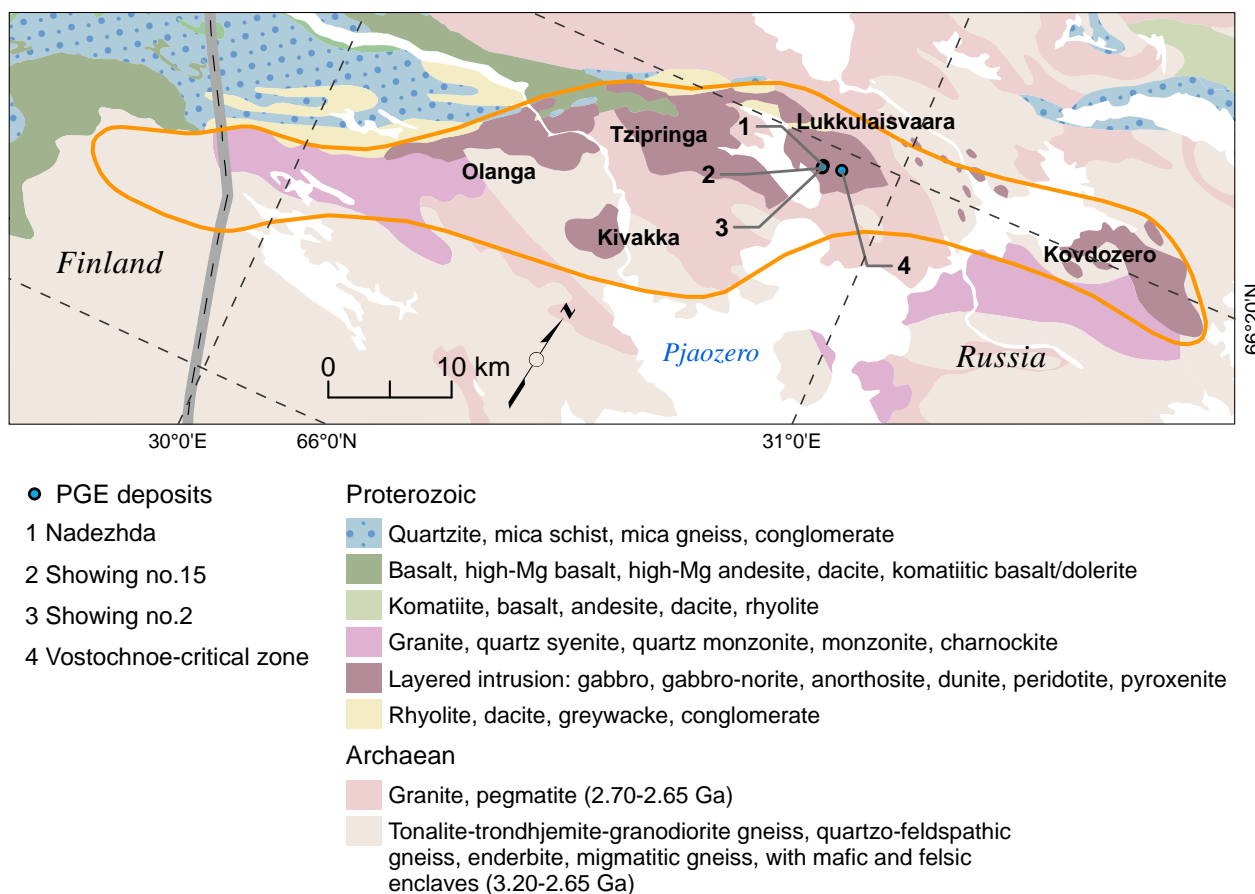 1
Lukkulaisvaara
Tzipringa
2
Olanga
3
Kivakka
4
Kovdozero
Finland
N
Pjaozero
Russia
0
10 km
66°20'N
30°0'E
66°0'N
31°0'E
PGE deposits
1 Nadezhda
2 Showing no.15
3 Showing no.2
4 Vostochnoe-critical zone
Proterozoic
Quartzite, mica schist, mica gneiss, conglomerate
Basalt, high-Mg basalt, high-Mg andesite, dacite, komatiitic basalt/dolerite
Komatiite, basalt, andesite, dacite, rhyolite
Granite, quartz syenite, quartz monzonite, monzonite, charnockite
Layered intrusion: gabbro, gabbro-norite, anorthosite, dunite, peridotite, pyroxenite
Rhyolite, dacite, greywacke, conglomerate
Archaean
Granite, pegmatite (2.70-2.65 Ga)
Tonalite-trondhjemite-granodiorite gneiss, quartzo-feldspathic
gneiss, enderbite, migmatitic gneiss, with mafic and felsic
enclaves (3.20-2.65 Ga)